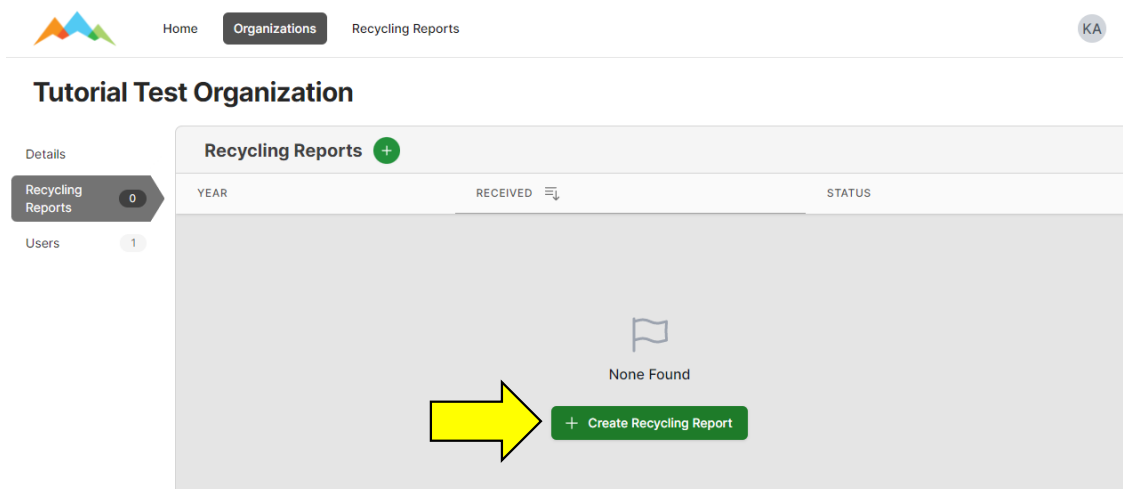 Home Organizations Recycling Reports KA
Tutorial Test Organization
Details
Recycling Reports 0
Users 1
Recycling Reports +
YEAR RECEIVED STATUS
None Found
+ Create Recycling Report